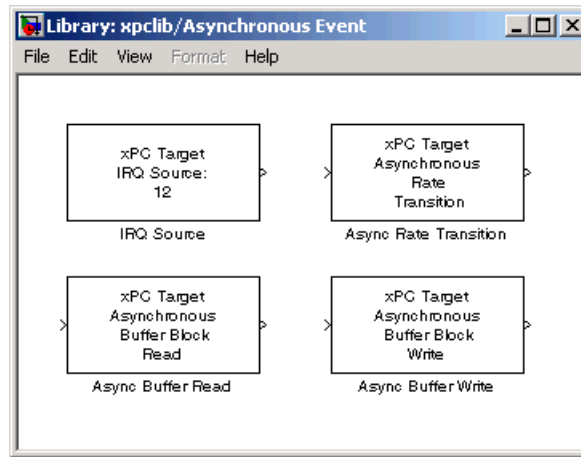 Library: xpclib/Asynchronous Event
File Edit View Format Help
xPC Target
IRQ Source:
12
IRQ Source
xPC Target
Asynchronous
Rate
Transition
Async Rate Transition
xPC Target
Asynchronous
Buffer Block
Read
Async Buffer Read
xPC Target
Asynchronous
Buffer Block
Write
Async Buffer Write